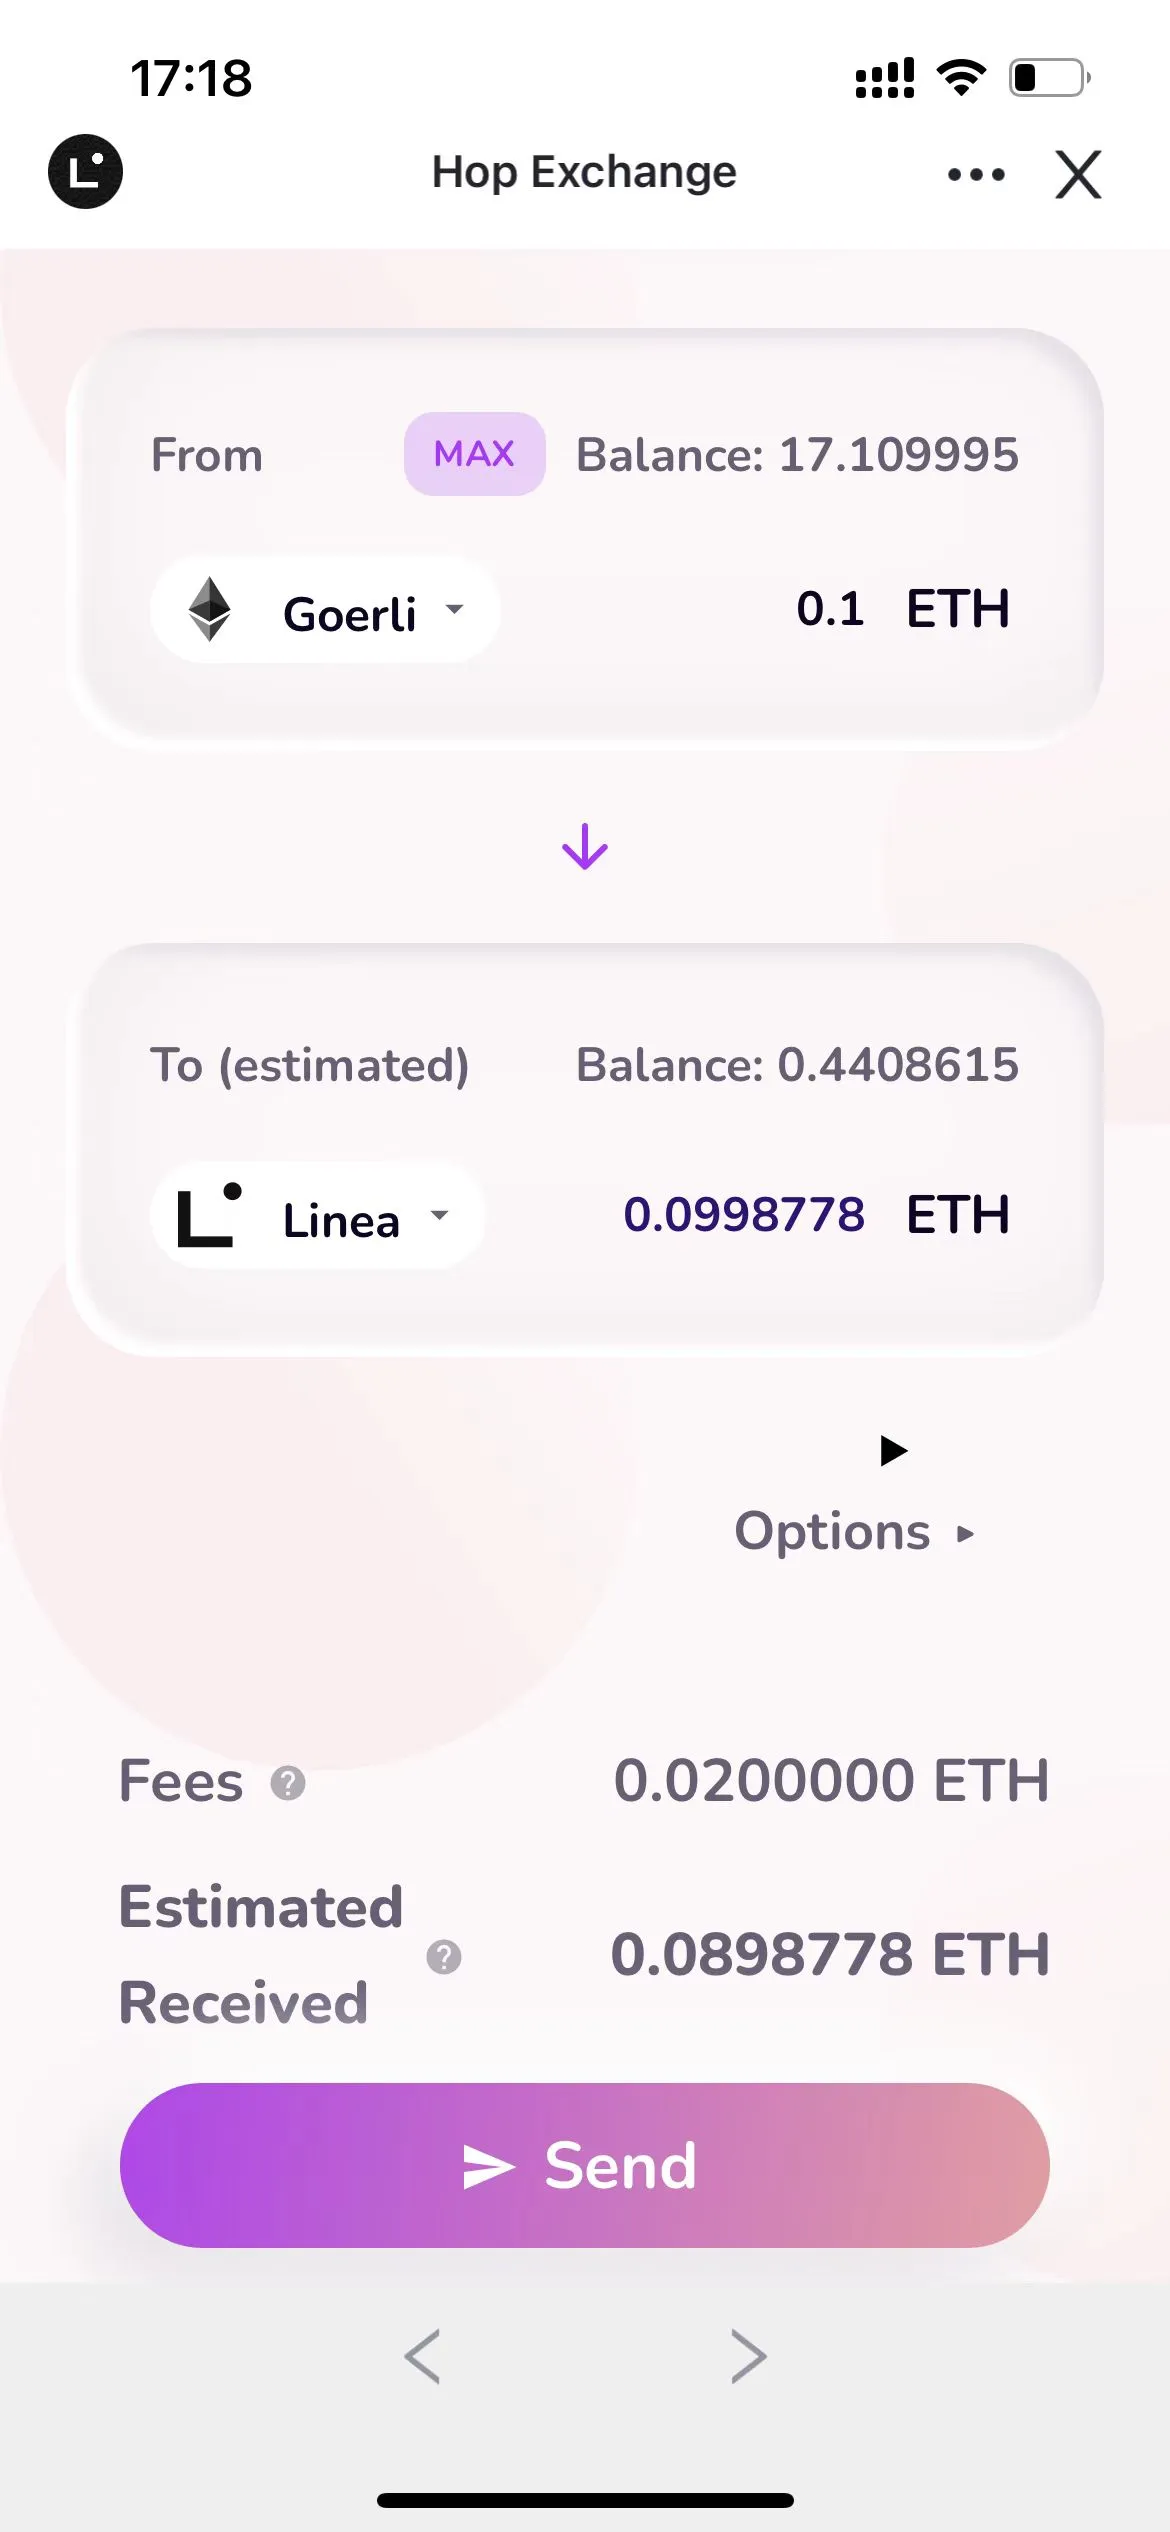 17:18
Hop Exchange
From MAX Balance: 17.109995
Goerli 0.1 ETH
To (estimated) Balance: 0.4408615
Linea 0.0998778 ETH
Options
Fees ? 0.0200000 ETH
Estimated
Received ? 0.0898778 ETH
Send